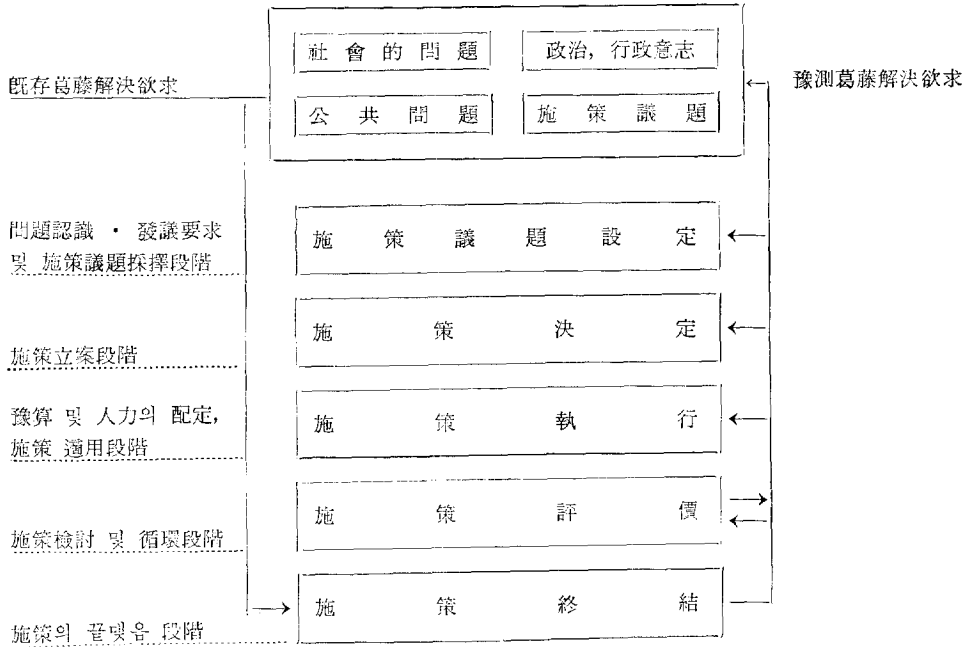 社會的問題
政治, 行政意志
旣存葛藤解決欲求
豫測葛藤解決欲求
公共問題
施策議題
問題認識 · 發議要求
및 施策議題採擇段階
施策議題設定
施策決定
施策立案段階
豫算 및 人力의 配定,
施策 適用段階
施策執行
施策評價
施策檢討 및 循環段階
施策終結
施策의 끝맺음 段階